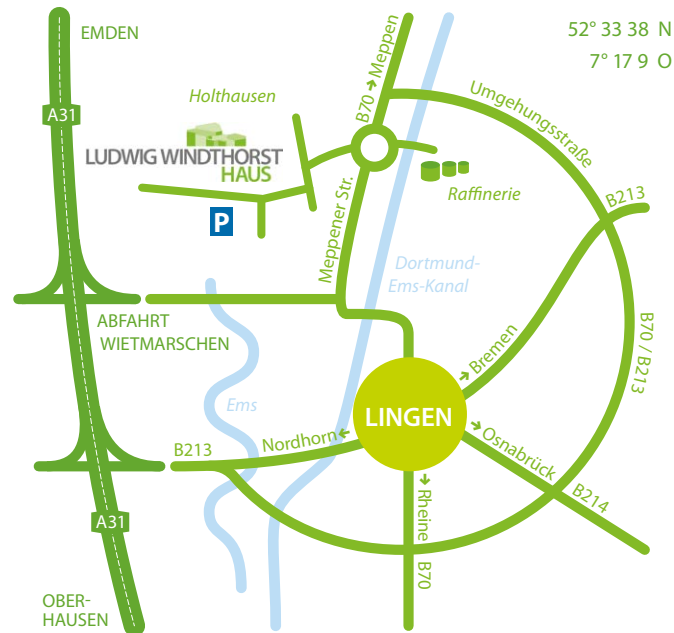 EMDEN
52° 33 38 N
7° 17 9 O
A31
Holthausen
B70 → Meppen
Umgehungsstraße
LUDWIG WINDTHORST
HAUS
Raffinerie
B213
P
Meppener Str.
Dortmund-
Ems-Kanal
ABFAHRT
WIETMARSCHEN
B70 / B213
→ Bremen
Ems
LINGEN
B213
Nordhorn ←
→ Osnabrück
B214
→ Rheine
B70
A31
OBER-
HAUSEN